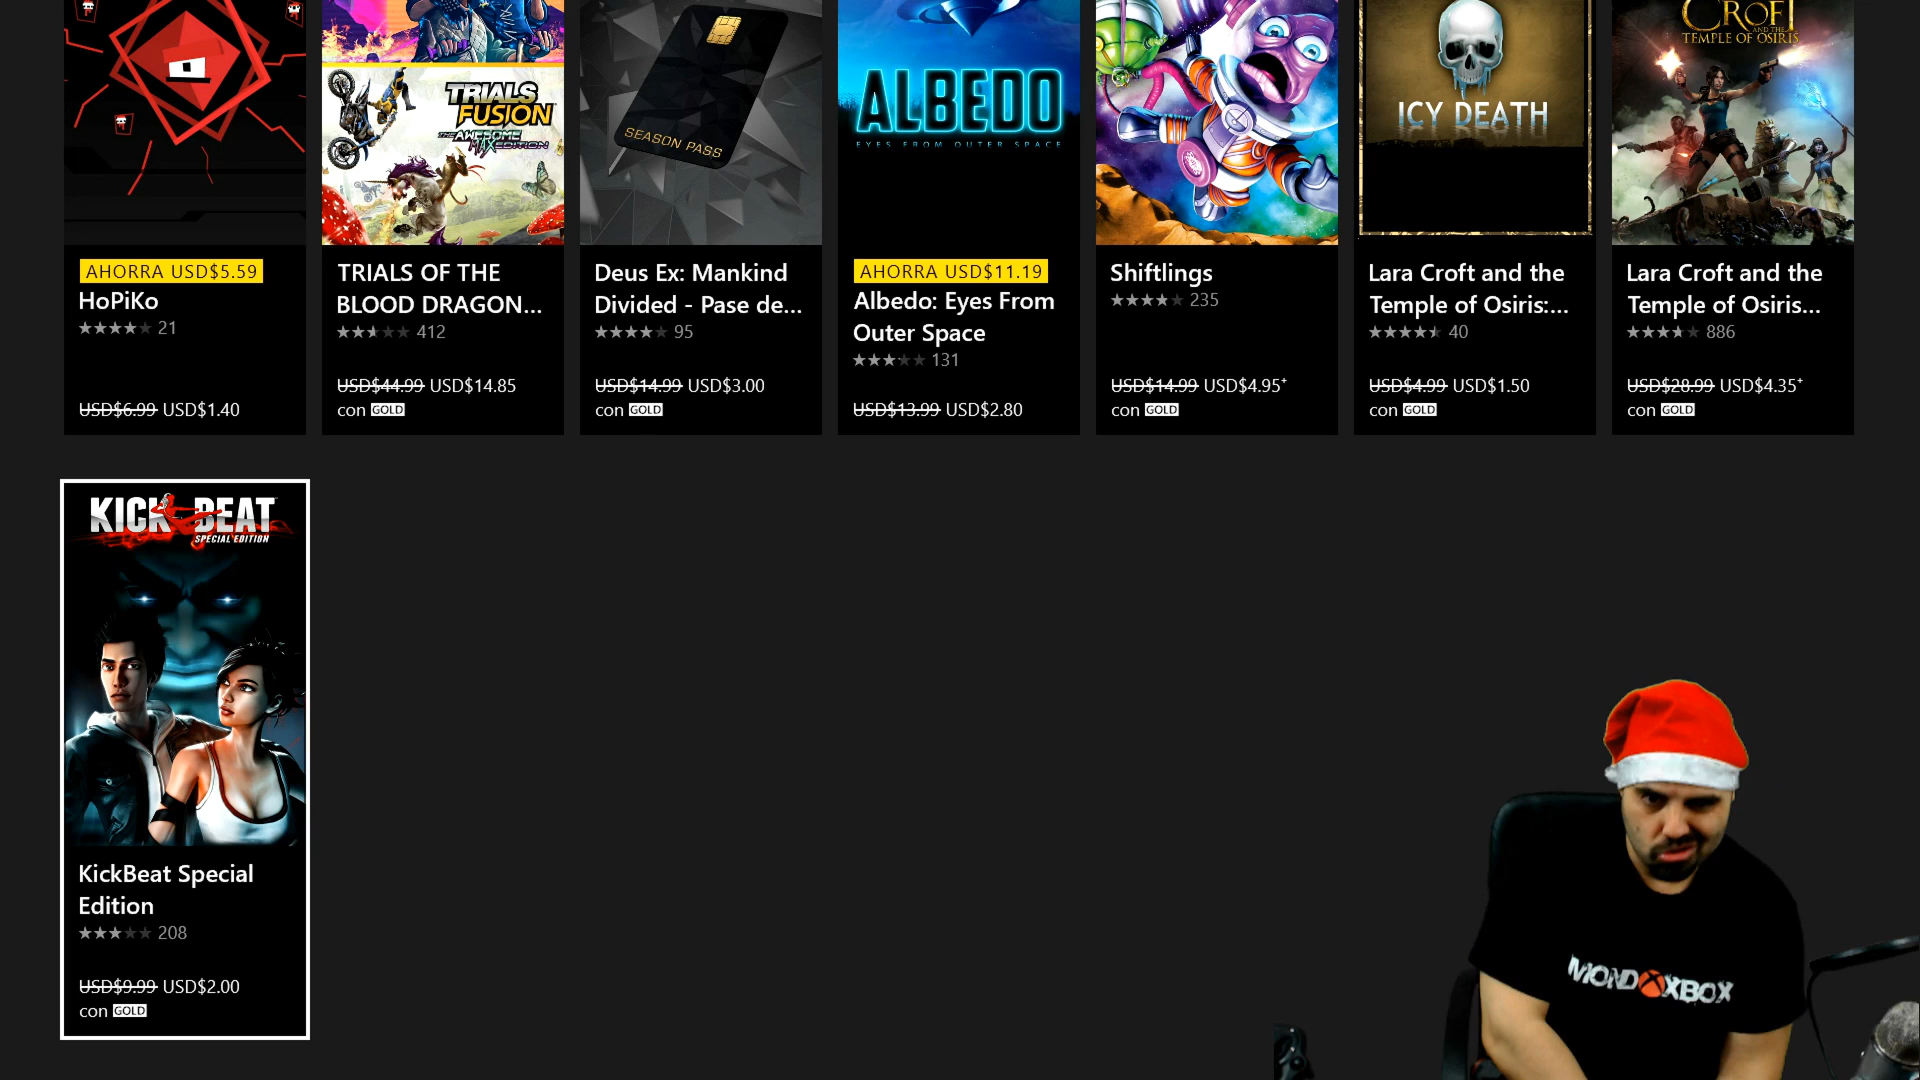 TRIALS
FUSION
THE AWESOME
MAX EDITION
SEASON PASS
ALBEDO
EYES FROM OUTER SPACE
ICY DEATH
CROFT
AND THE
TEMPLE OF OSIRIS
AHORRA USD$5.59
HoPiKo
21
USD$6.99 USD$1.40
TRIALS OF THE
BLOOD DRAGON...
412
USD$44.99 USD$14.85
con GOLD
Deus Ex: Mankind
Divided - Pase de...
95
USD$14.99 USD$3.00
con GOLD
AHORRA USD$11.19
Albedo: Eyes From
Outer Space
131
USD$13.99 USD$2.80
Shiftlings
235
USD$14.99 USD$4.95+
con GOLD
Lara Croft and the
Temple of Osiris:...
40
USD$4.99 USD$1.50
con GOLD
Lara Croft and the
Temple of Osiris...
886
USD$28.99 USD$4.35+
con GOLD
KICK BEAT
SPECIAL EDITION
KickBeat Special
Edition
208
USD$9.99 USD$2.00
con GOLD
MONDOXBOX